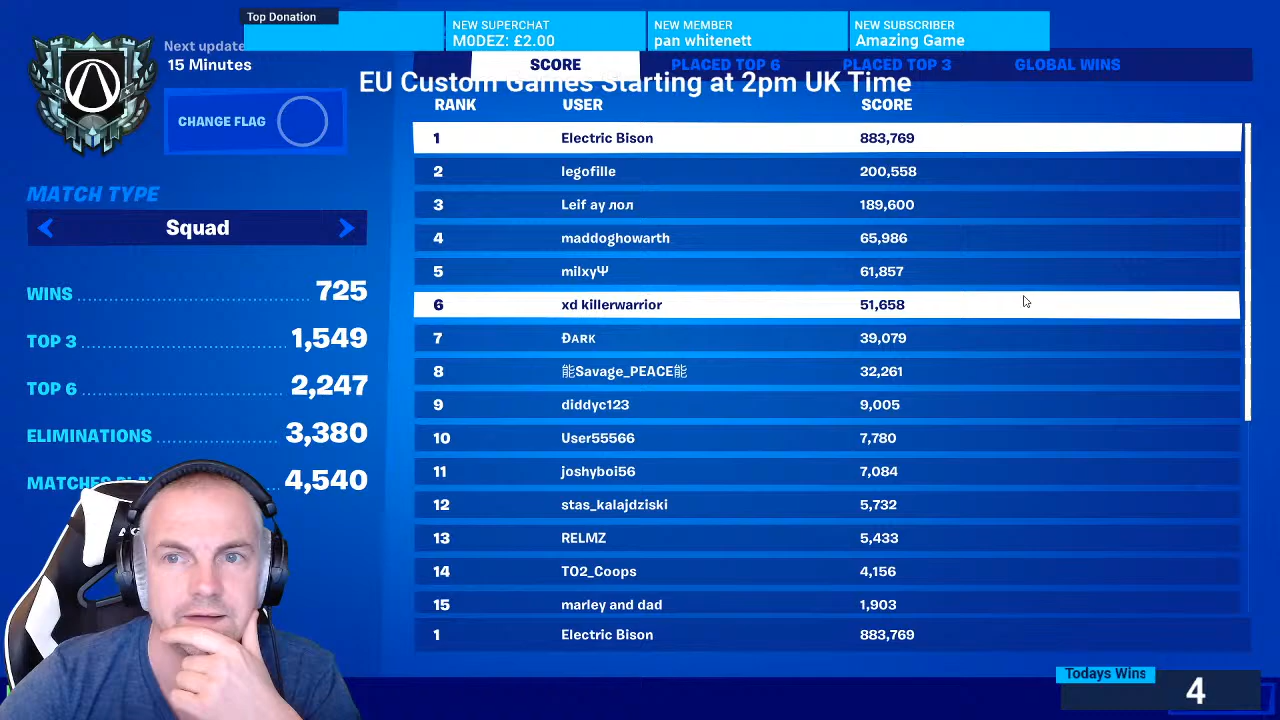 Top Donation
NEW SUPERCHAT
M0DEZ: £2.00
NEW MEMBER
pan whitenett
NEW SUBSCRIBER
Amazing Game
Next update
15 Minutes
CHANGE FLAG
SCORE
PLACED TOP 6
PLACED TOP 3
GLOBAL WINS
EU Custom Games Starting at 2pm UK Time
RANK USER SCORE
1 Electric Bison 883,769
2 legofille 200,558
3 Leif ay лол 189,600
4 maddoghowarth 65,986
5 milxyΨ 61,857
6 xd killerwarrior 51,658
7 ĐARK 39,079
8 能Savage_PEACE能 32,261
9 diddyc123 9,005
10 User55566 7,780
11 joshyboi56 7,084
12 stas_kalajdziski 5,732
13 RELMZ 5,433
14 TO2_Coops 4,156
15 marley and dad 1,903
1 Electric Bison 883,769
MATCH TYPE
Squad
WINS 725
TOP 3 1,549
TOP 6 2,247
ELIMINATIONS 3,380
MATCHES 4,540
Todays Wins
4